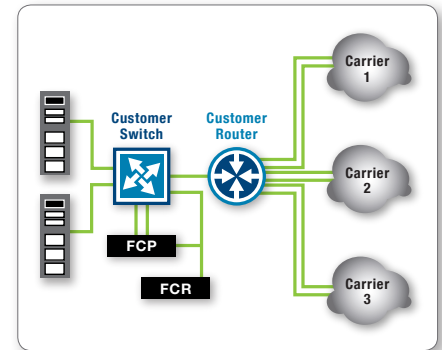 Customer
Switch
Customer
Router
Carrier
1
Carrier
2
Carrier
3
FCP
FCR